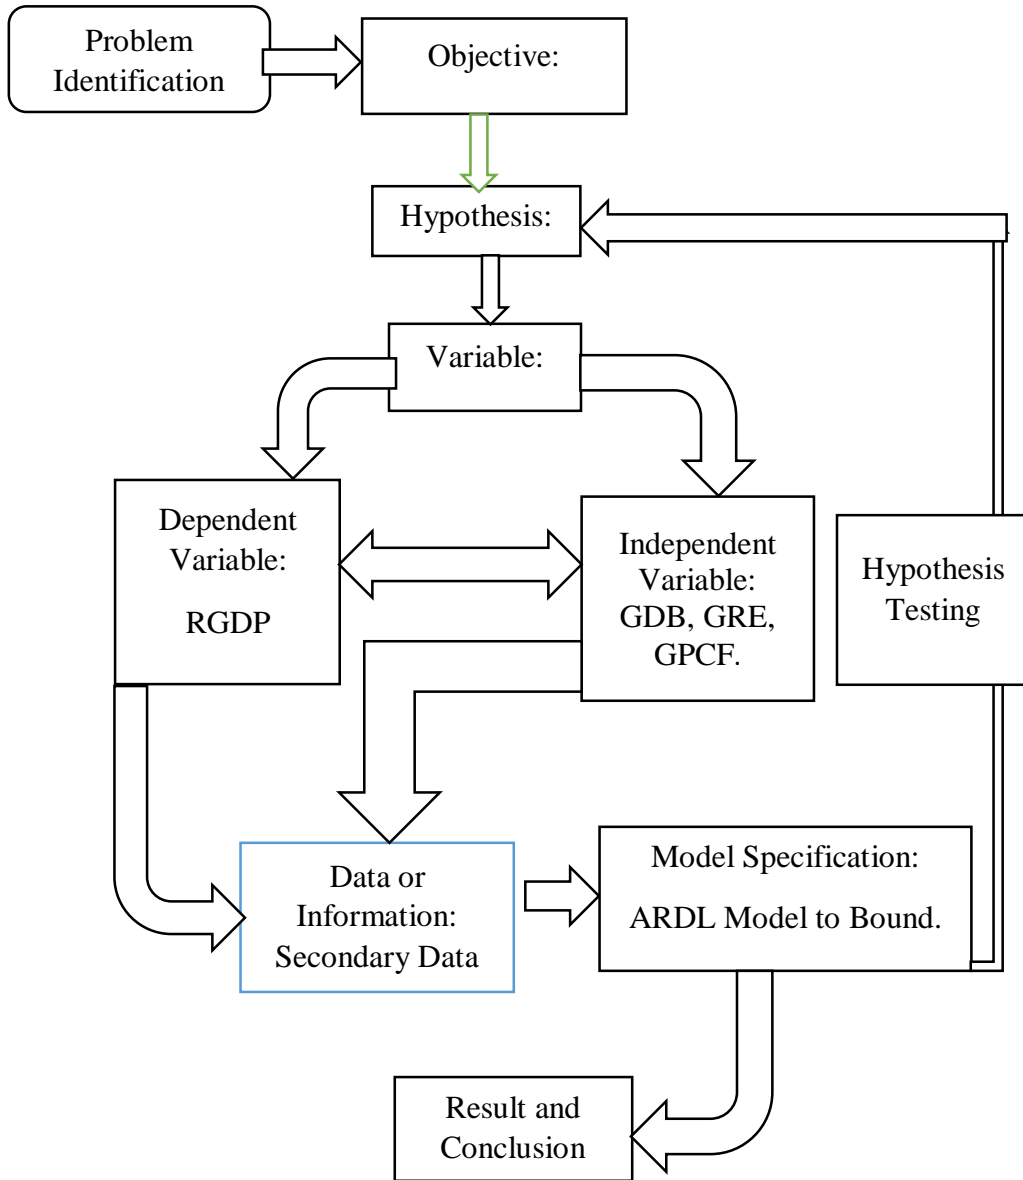 Problem
Identification
Objective:
Hypothesis:
Variable:
Dependent
Variable:
RGDP
Independent
Variable:
GDB, GRE,
GPCF.
Hypothesis
Testing
Data or
Information:
Secondary Data
Model Specification:
ARDL Model to Bound.
Result and
Conclusion